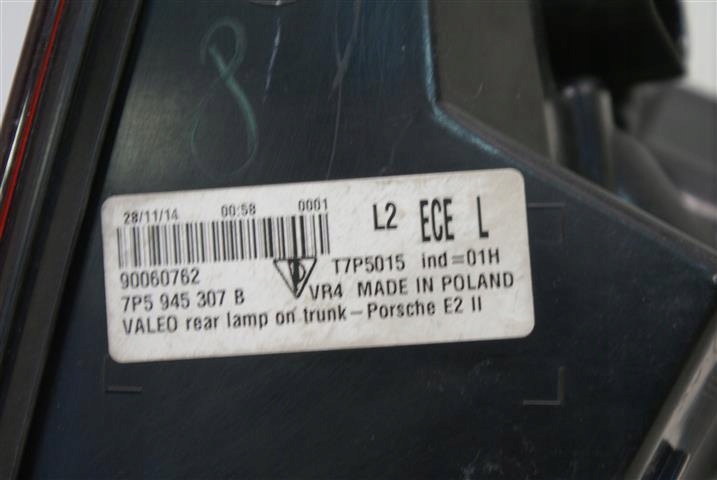 8
28/11/14 00:58 0001
L2 ECE L
90060762
T7P5015 ind=01H
7P5 945 307 B
D VR4 MADE IN POLAND
VALEO rear lamp on trunk-Porsche E2 II